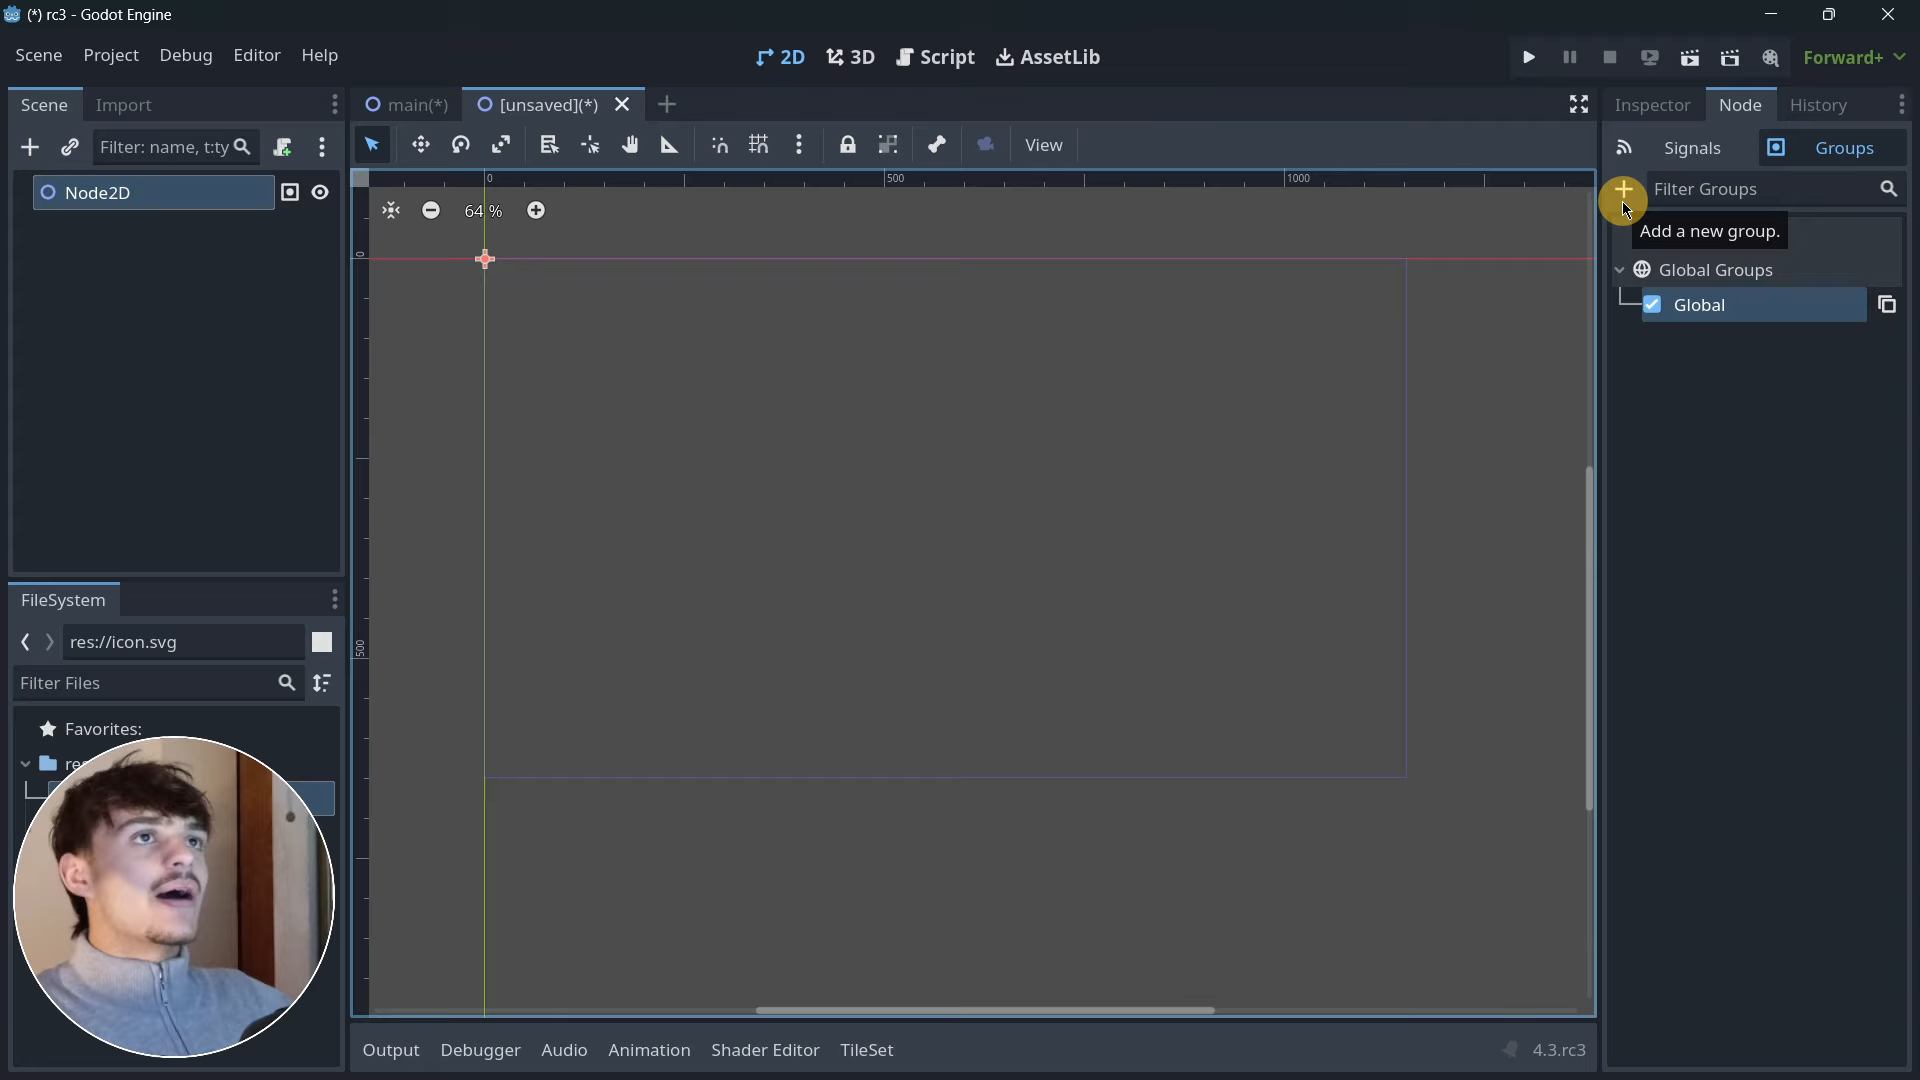 (*) rc3 - Godot Engine
Scene Project Debug Editor Help
2D 3D Script AssetLib
Forward+
Scene Import
main(*) [unsaved](*)
Inspector Node History
Filter: name, t:ty
View
Signals Groups
Node2D
0 500 1000
Filter Groups
64 %
Add a new group.
0
Global Groups
Global
FileSystem
res://icon.svg
500
Filter Files
Favorites:
Output Debugger Audio Animation Shader Editor TileSet
4.3.rc3